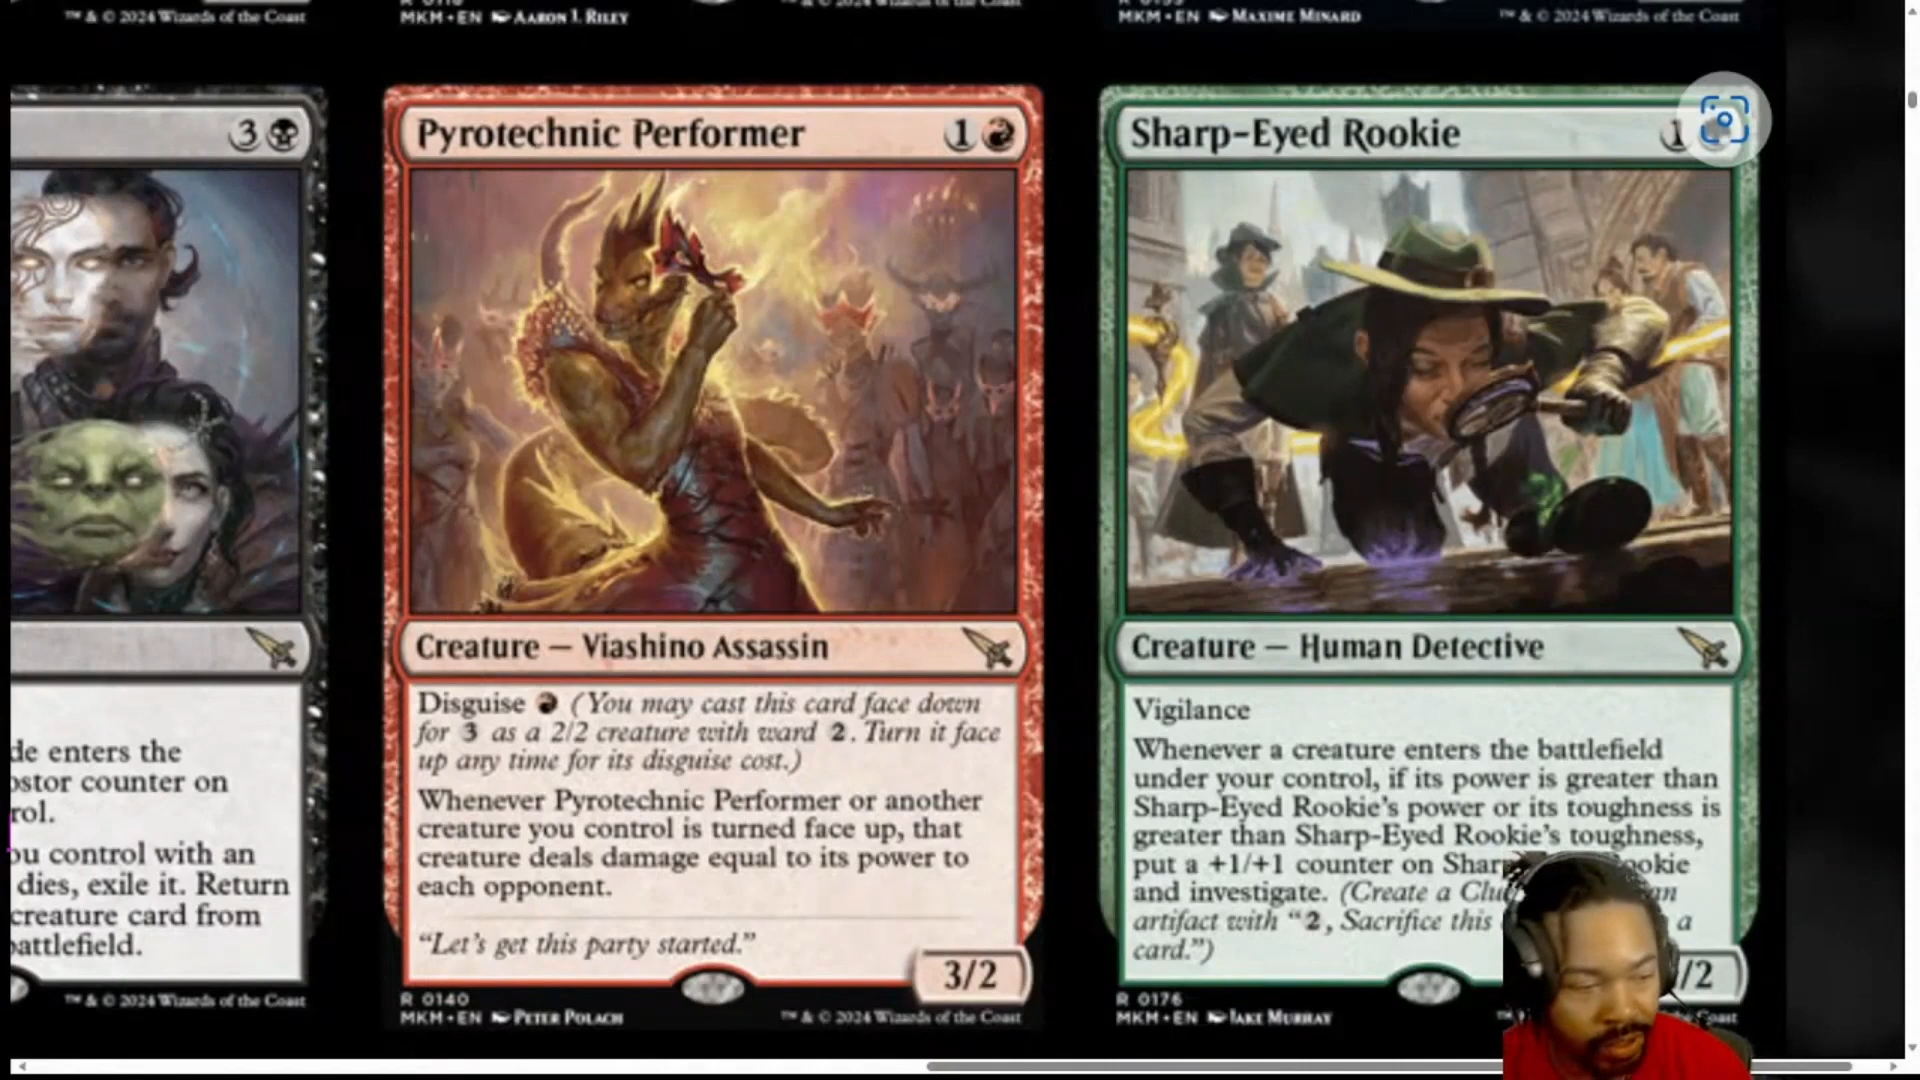 ™ & © 2024 Wizards of the Coast
MKM • EN Aaron J. Riley
MKM • EN Maxime Minard
™ & © 2024 Wizards of the Coast
3
de enters the
ostor counter on
rol.
ou control with an
dies, exile it. Return
creature card from
battlefield.
™ & © 2024 Wizards of the Coast
Pyrotechnic Performer 1
Creature — Viashino Assassin
Disguise (You may cast this card face down
for 3 as a 2/2 creature with ward 2. Turn it face
up any time for its disguise cost.)
Whenever Pyrotechnic Performer or another
creature you control is turned face up, that
creature deals damage equal to its power to
each opponent.
“Let’s get this party started.”
3/2
R 0140
MKM • EN Peter Polach
™ & © 2024 Wizards of the Coast
Sharp-Eyed Rookie 1
Creature — Human Detective
Vigilance
Whenever a creature enters the battlefield
under your control, if its power is greater than
Sharp-Eyed Rookie’s power or its toughness is
greater than Sharp-Eyed Rookie’s toughness,
put a +1/+1 counter on Shar ookie
and investigate. (Create a Clu an
artifact with “2, Sacrifice this a
card.”)
/2
R 0176
MKM • EN Jake Murray
Coast